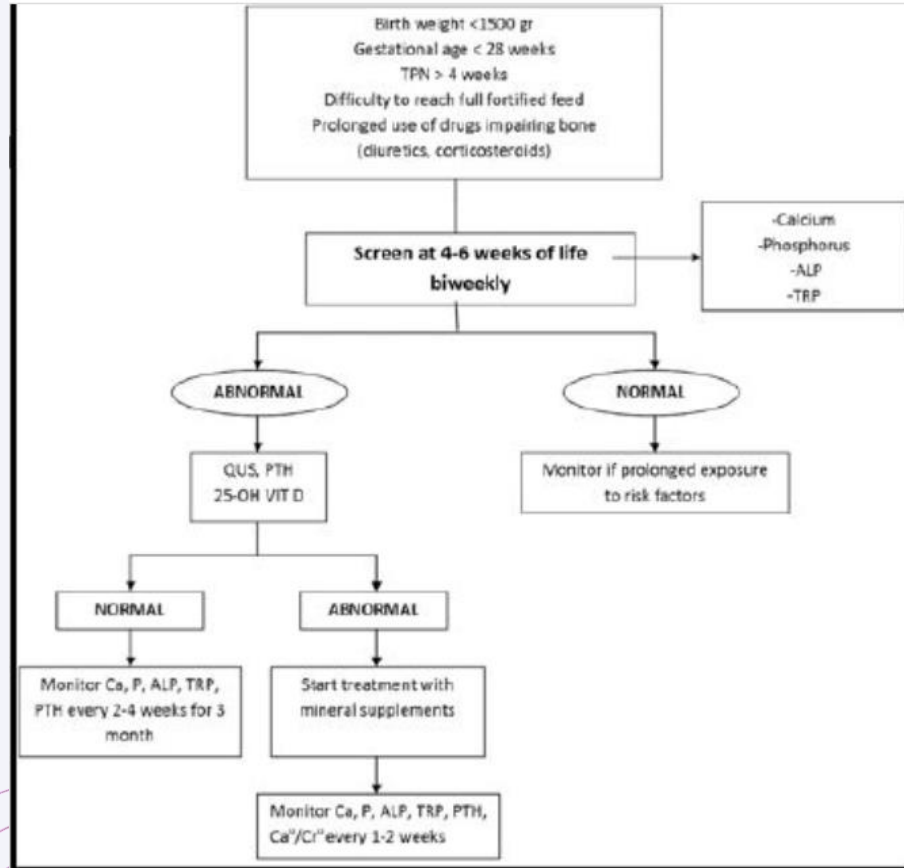 Birth weight <1500 gr
Gestational age < 28 weeks
TPN > 4 weeks
Difficulty to reach full fortified feed
Prolonged use of drugs impairing bone
(diuretics, corticosteroids)
Screen at 4-6 weeks of life
biweekly
-Calcium
-Phosphorus
-ALP
-TRP
ABNORMAL
NORMAL
QUS, PTH
25-OH VIT D
Monitor if prolonged exposure
to risk factors
NORMAL
ABNORMAL
Monitor Ca, P, ALP, TRP,
PTH every 2-4 weeks for 3
month
Start treatment with
mineral supplements
Monitor Ca, P, ALP, TRP, PTH,
Ca"/Cr" every 1-2 weeks